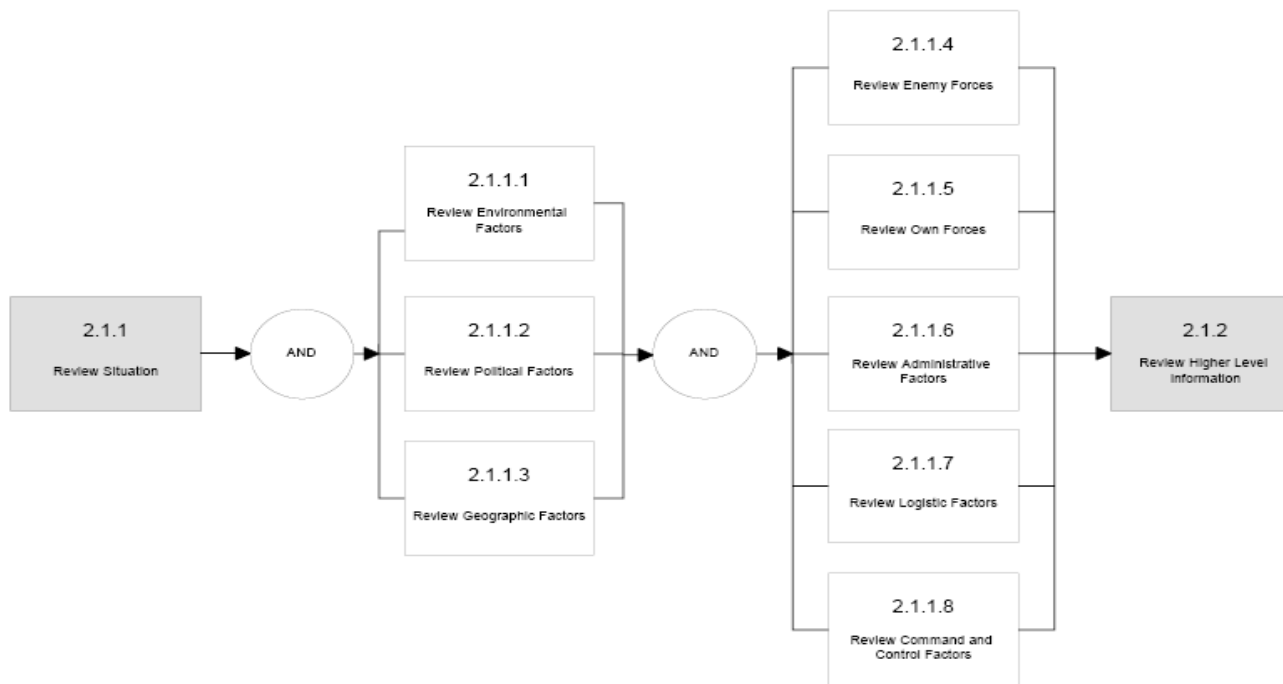 2.1.1
Review Situation
AND
2.1.1.1
Review Environmental
Factors
2.1.1.2
Review Political Factors
2.1.1.3
Review Geographic Factors
AND
2.1.1.4
Review Enemy Forces
2.1.1.5
Review Own Forces
2.1.1.6
Review Administrative
Factors
2.1.1.7
Review Logistic Factors
2.1.1.8
Review Command and
Control Factors
2.1.2
Review Higher Level
Information